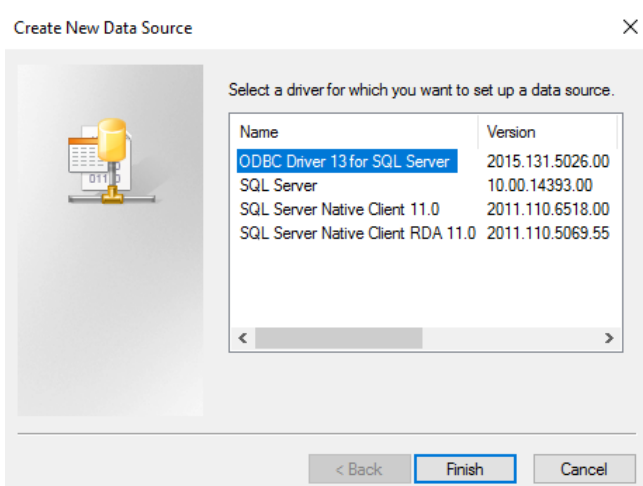 Create New Data Source
Select a driver for which you want to set up a data source.
Name Version
ODBC Driver 13 for SQL Server 2015.131.5026.00
SQL Server 10.00.14393.00
SQL Server Native Client 11.0 2011.110.6518.00
SQL Server Native Client RDA 11.0 2011.110.5069.55
< Back Finish Cancel